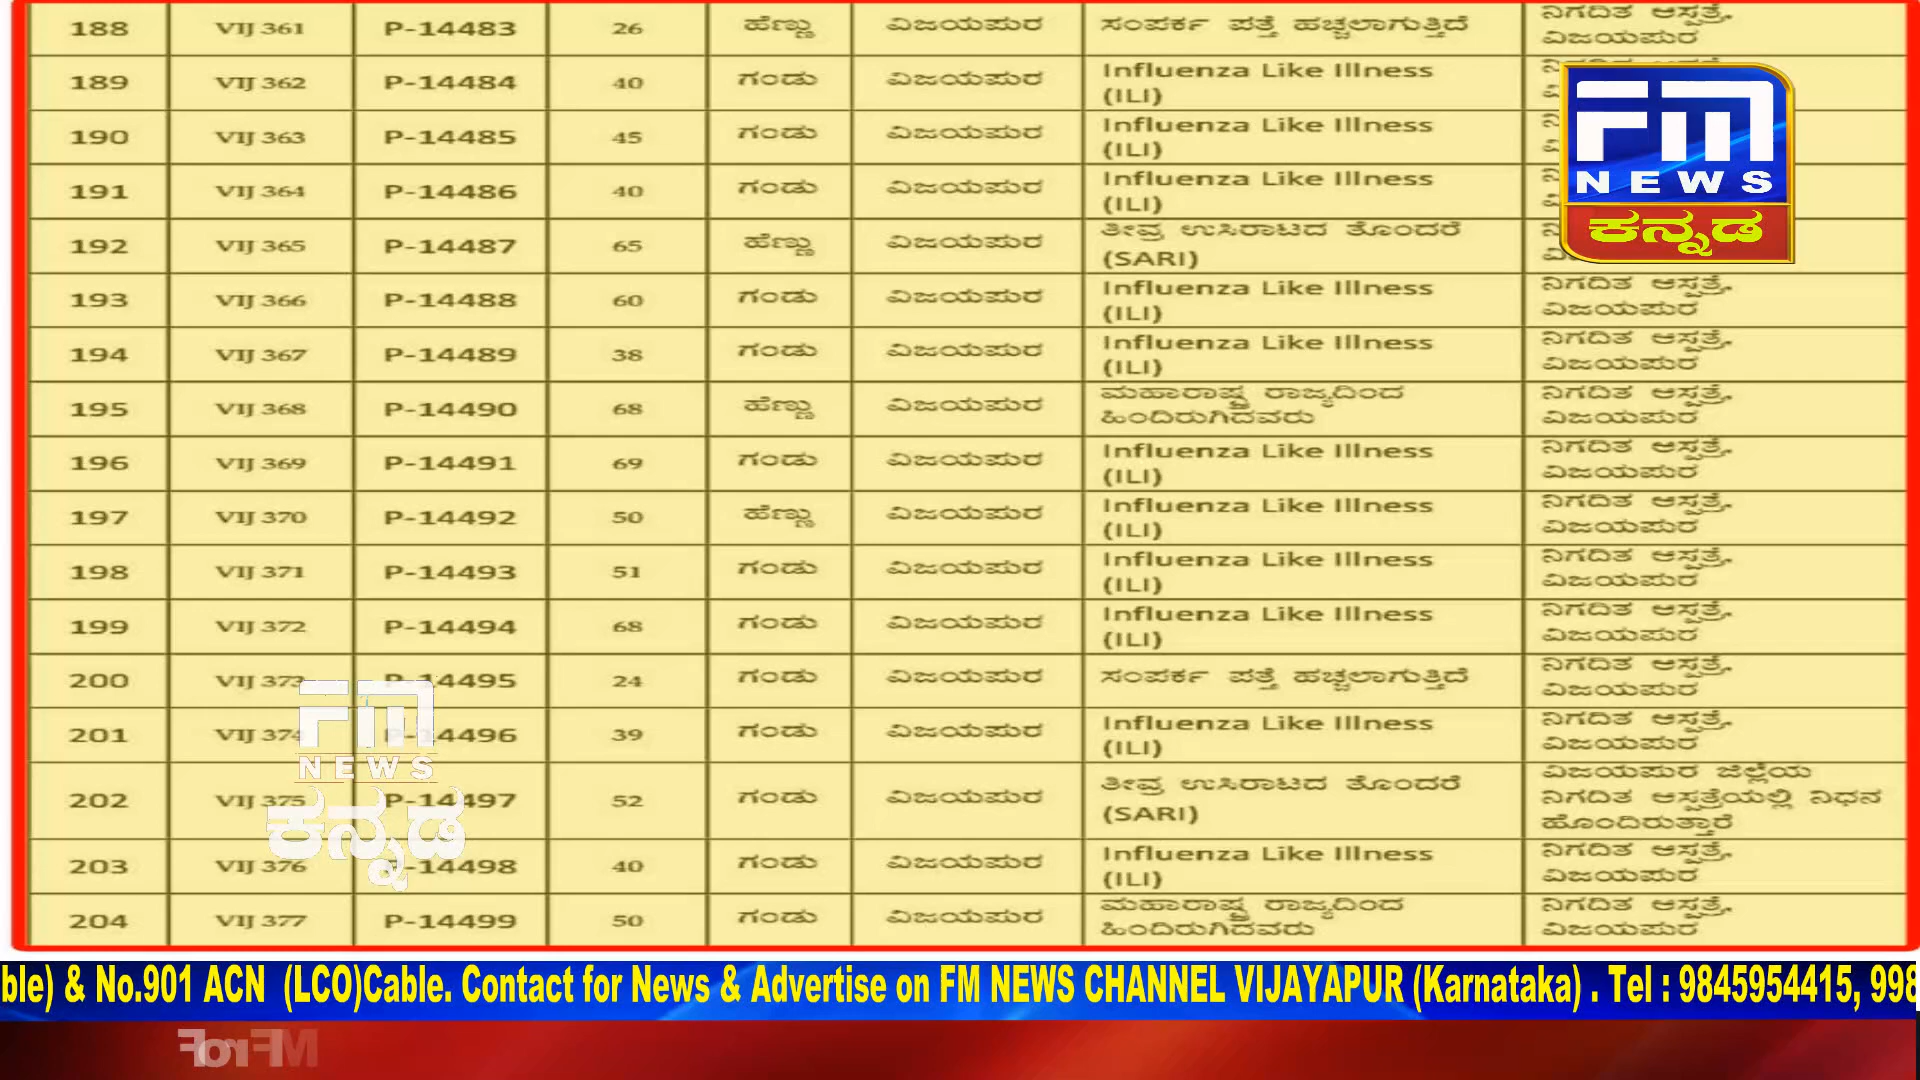 188 VIJ 361 P-14483 26 ಹೆಣ್ಣು ವಿಜಯಪುರ ಸಂಪರ್ಕ ಪತ್ತೆ ಹಚ್ಚಲಾಗುತ್ತಿದೆ ನಿಗದಿತ ಆಸ್ಪತ್ರೆ,
ವಿಜಯಪುರ
189 VIJ 362 P-14484 40 ಗಂಡು ವಿಜಯಪುರ Influenza Like Illness
(ILI)
190 VIJ 363 P-14485 45 ಗಂಡು ವಿಜಯಪುರ Influenza Like Illness
(ILI)
191 VIJ 364 P-14486 40 ಗಂಡು ವಿಜಯಪುರ Influenza Like Illness
(ILI)
192 VIJ 365 P-14487 65 ಹೆಣ್ಣು ವಿಜಯಪುರ ತೀವ್ರ ಉಸಿರಾಟದ ತೊಂದರೆ
(SARI)
193 VIJ 366 P-14488 60 ಗಂಡು ವಿಜಯಪುರ Influenza Like Illness ನಿಗದಿತ ಆಸ್ಪತ್ರೆ,
(ILI) ವಿಜಯಪುರ
194 VIJ 367 P-14489 38 ಗಂಡು ವಿಜಯಪುರ Influenza Like Illness ನಿಗದಿತ ಆಸ್ಪತ್ರೆ,
(ILI) ವಿಜಯಪುರ
195 VIJ 368 P-14490 68 ಹೆಣ್ಣು ವಿಜಯಪುರ ಮಹಾರಾಷ್ಟ್ರ ರಾಜ್ಯದಿಂದ ನಿಗದಿತ ಆಸ್ಪತ್ರೆ,
ಹಿಂದಿರುಗಿದವರು ವಿಜಯಪುರ
196 VIJ 369 P-14491 69 ಗಂಡು ವಿಜಯಪುರ Influenza Like Illness ನಿಗದಿತ ಆಸ್ಪತ್ರೆ,
(ILI) ವಿಜಯಪುರ
197 VIJ 370 P-14492 50 ಹೆಣ್ಣು ವಿಜಯಪುರ Influenza Like Illness ನಿಗದಿತ ಆಸ್ಪತ್ರೆ,
(ILI) ವಿಜಯಪುರ
198 VIJ 371 P-14493 51 ಗಂಡು ವಿಜಯಪುರ Influenza Like Illness ನಿಗದಿತ ಆಸ್ಪತ್ರೆ,
(ILI) ವಿಜಯಪುರ
199 VIJ 372 P-14494 68 ಗಂಡು ವಿಜಯಪುರ Influenza Like Illness ನಿಗದಿತ ಆಸ್ಪತ್ರೆ,
(ILI) ವಿಜಯಪುರ
200 VIJ 373 P-14495 24 ಗಂಡು ವಿಜಯಪುರ ಸಂಪರ್ಕ ಪತ್ತೆ ಹಚ್ಚಲಾಗುತ್ತಿದೆ ನಿಗದಿತ ಆಸ್ಪತ್ರೆ,
ವಿಜಯಪುರ
201 VIJ 374 P-14496 39 ಗಂಡು ವಿಜಯಪುರ Influenza Like Illness ನಿಗದಿತ ಆಸ್ಪತ್ರೆ,
(ILI) ವಿಜಯಪುರ
202 VIJ 375 P-14497 52 ಗಂಡು ವಿಜಯಪುರ ತೀವ್ರ ಉಸಿರಾಟದ ತೊಂದರೆ ವಿಜಯಪುರ ಜಿಲ್ಲೆಯ
(SARI) ನಿಗದಿತ ಆಸ್ಪತ್ರೆಯಲ್ಲಿ ನಿಧನ
ಹೊಂದಿರುತ್ತಾರೆ
203 VIJ 376 P-14498 40 ಗಂಡು ವಿಜಯಪುರ Influenza Like Illness ನಿಗದಿತ ಆಸ್ಪತ್ರೆ,
(ILI) ವಿಜಯಪುರ
204 VIJ 377 P-14499 50 ಗಂಡು ವಿಜಯಪುರ ಮಹಾರಾಷ್ಟ್ರ ರಾಜ್ಯದಿಂದ ನಿಗದಿತ ಆಸ್ಪತ್ರೆ,
ಹಿಂದಿರುಗಿದವರು ವಿಜಯಪುರ
FM
NEWS
ಕನ್ನಡ
FM
NEWS
ಕನ್ನಡ
ble) & No.901 ACN (LCO)Cable. Contact for News & Advertise on FM NEWS CHANNEL VIJAYAPUR (Karnataka) . Tel : 9845954415, 998